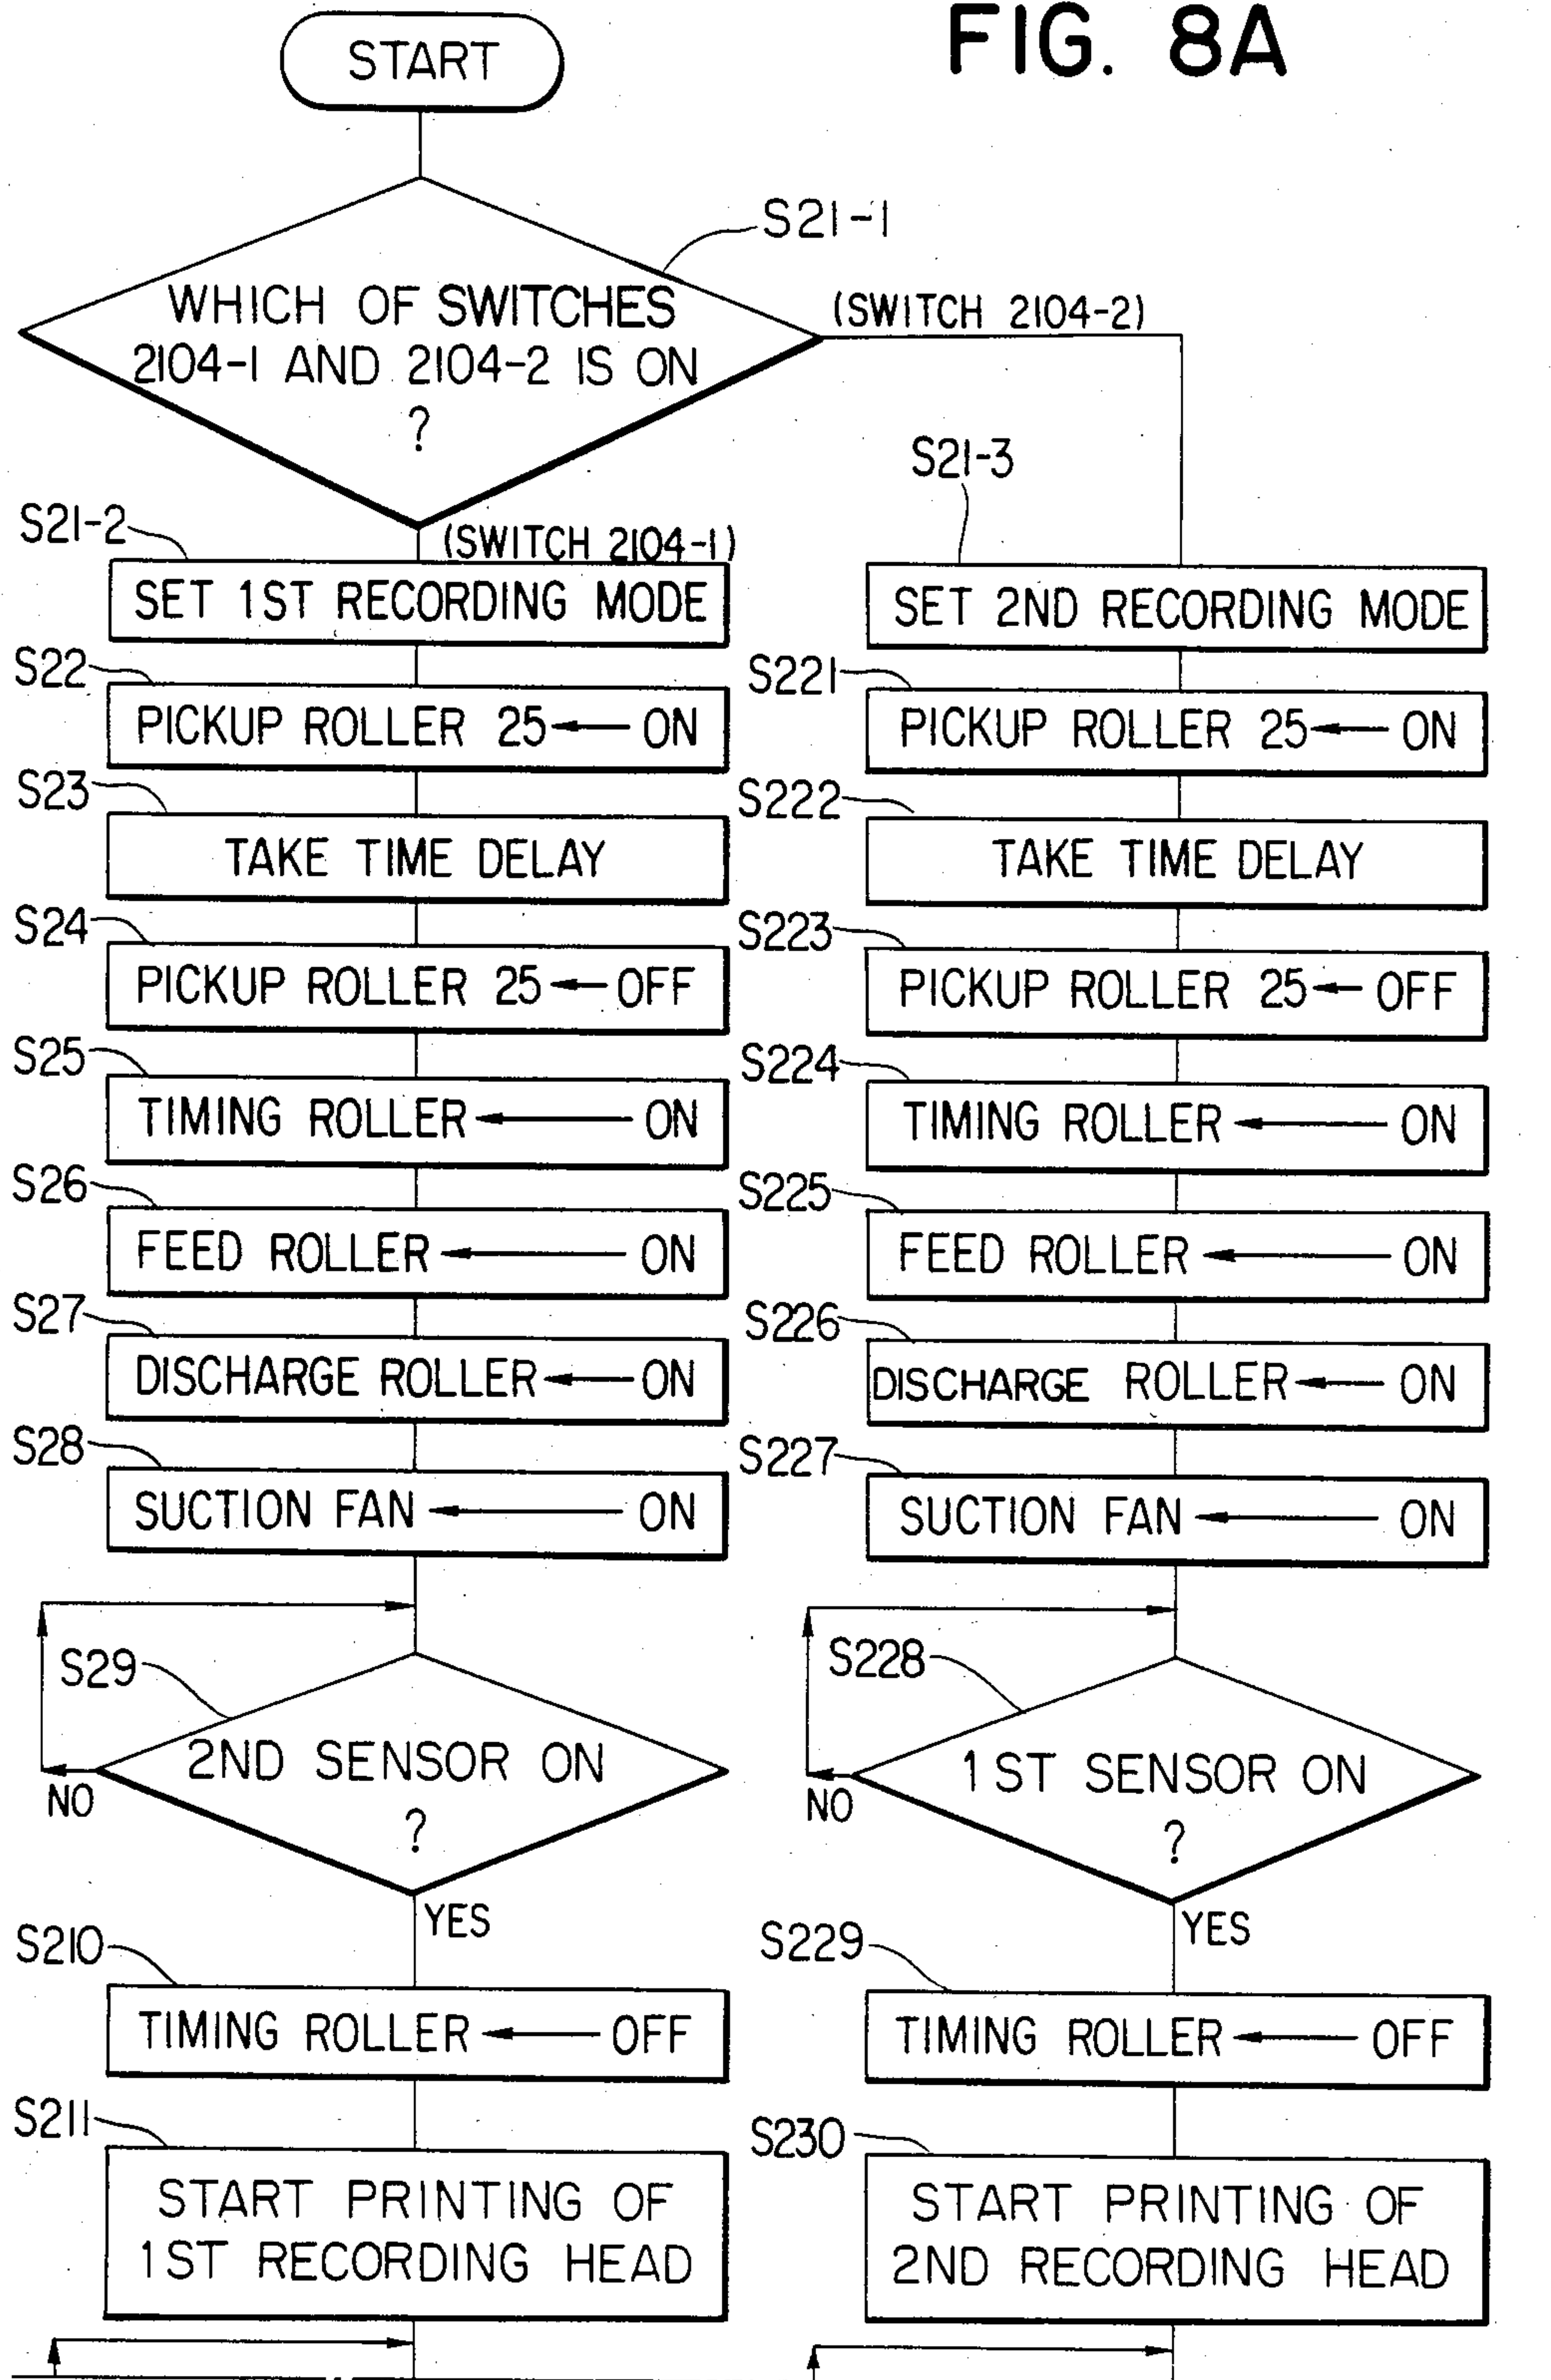 FIG. 8A
START
S21-1
WHICH OF SWITCHES
2104-1 AND 2104-2 IS ON
?
(SWITCH 2104-2)
(SWITCH 2104-1)
S21-2
SET 1ST RECORDING MODE
S22
PICKUP ROLLER 25 ← ON
S23
TAKE TIME DELAY
S24
PICKUP ROLLER 25 ← OFF
S25
TIMING ROLLER ← ON
S26
FEED ROLLER ← ON
S27
DISCHARGE ROLLER ← ON
S28
SUCTION FAN ← ON
S29
2ND SENSOR ON
?
NO
YES
S210
TIMING ROLLER ← OFF
S211
START PRINTING OF
1ST RECORDING HEAD
S21-3
SET 2ND RECORDING MODE
S221
PICKUP ROLLER 25 ← ON
S222
TAKE TIME DELAY
S223
PICKUP ROLLER 25 ← OFF
S224
TIMING ROLLER ← ON
S225
FEED ROLLER ← ON
S226
DISCHARGE ROLLER ← ON
S227
SUCTION FAN ← ON
S228
1ST SENSOR ON
?
NO
YES
S229
TIMING ROLLER ← OFF
S230
START PRINTING OF
2ND RECORDING HEAD